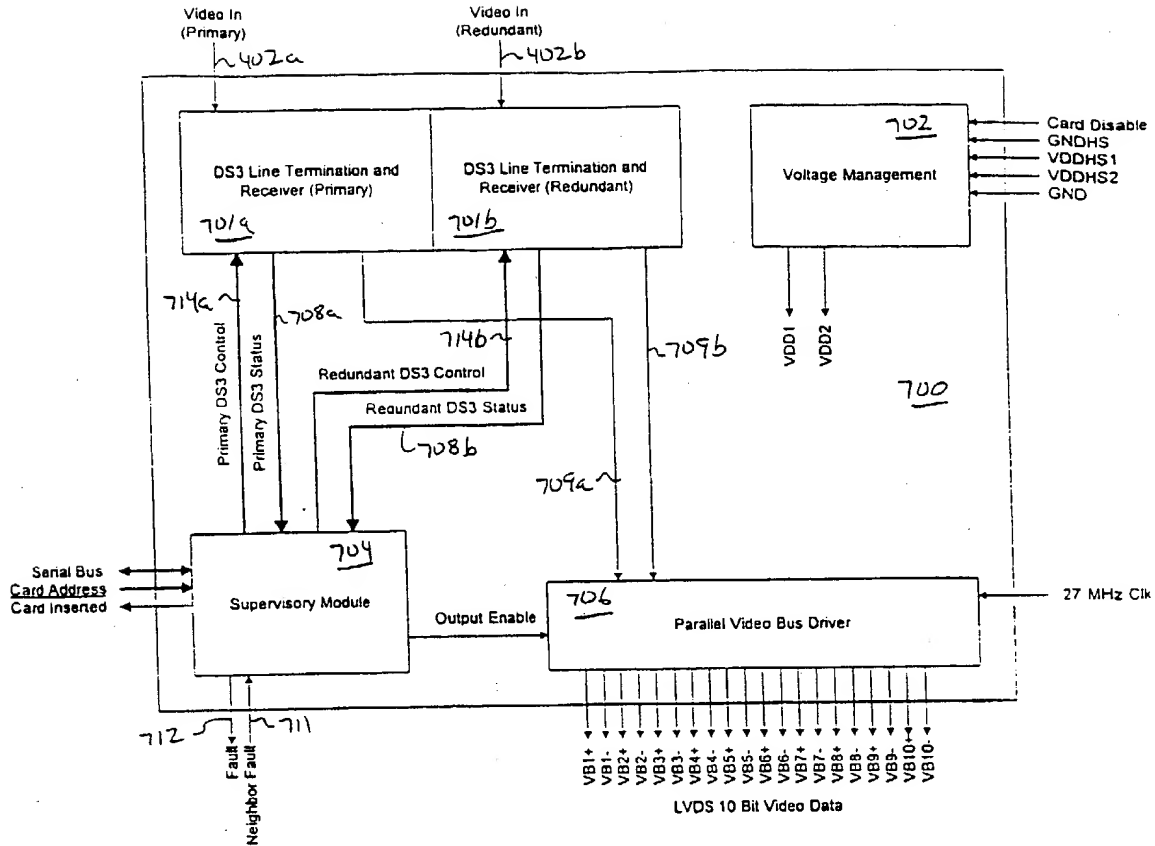 Video In
(Primary)
402a
Video In
(Redundant)
402b
DS3 Line Termination and
Receiver (Primary)
701a
DS3 Line Termination and
Receiver (Redundant)
701b
702
Voltage Management
Card Disable
GNDHS
VDDHS1
VDDHS2
GND
VDD1
VDD2
700
714a
Primary DS3 Control
Primary DS3 Status
708a
714b
709b
Redundant DS3 Control
Redundant DS3 Status
708b
709a
704
Supervisory Module
Serial Bus
Card Address
Card Inserted
Output Enable
706
Parallel Video Bus Driver
27 MHz Clk
712
711
Fault
Neighbor Fault
VB1+
VB1-
VB2+
VB2-
VB3+
VB3-
VB4+
VB4-
VB5+
VB5-
VB6+
VB6-
VB7+
VB7-
VB8+
VB8-
VB9+
VB9-
VB10+
VB10-
LVDS 10 Bit Video Data